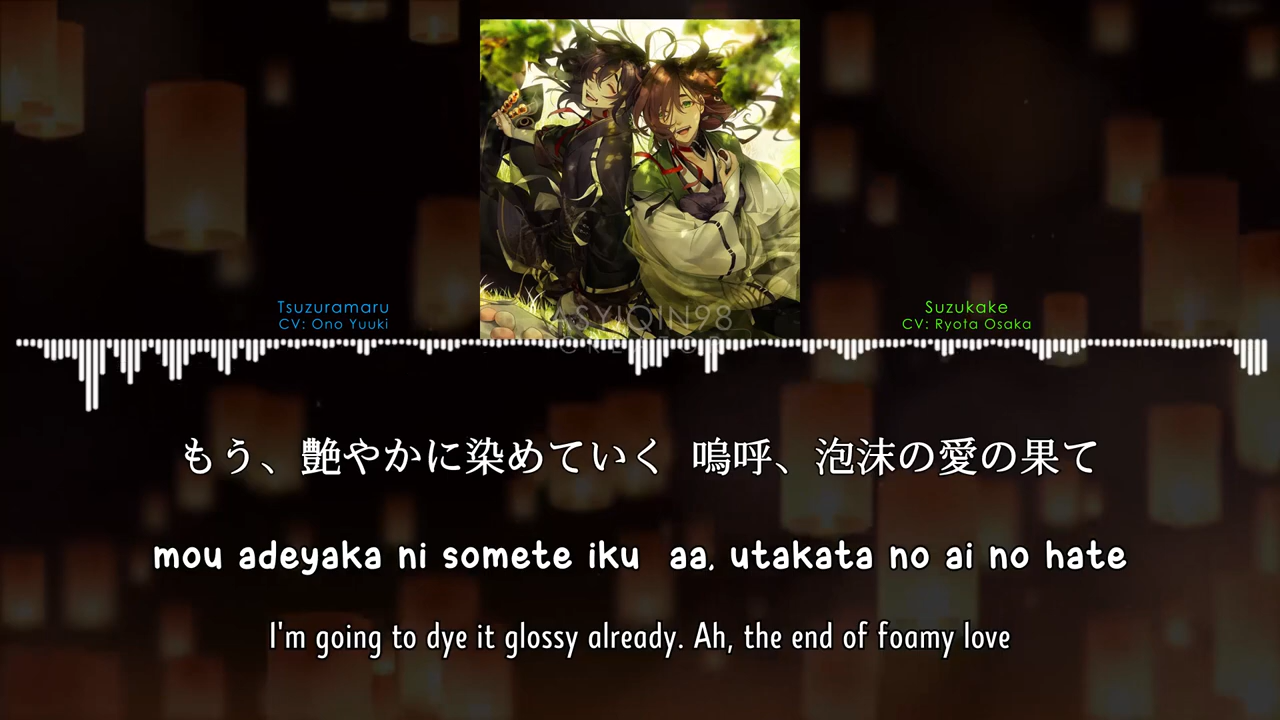 ASYIQIN98
Tsuzuramaru
CV: Ono Yuuki
Suzukake
CV: Ryota Osaka
もう、艶やかに染めていく 嗚呼、泡沫の愛の果て
mou adeyaka ni somete iku aa, utakata no ai no hate
I'm going to dye it glossy already. Ah, the end of foamy love